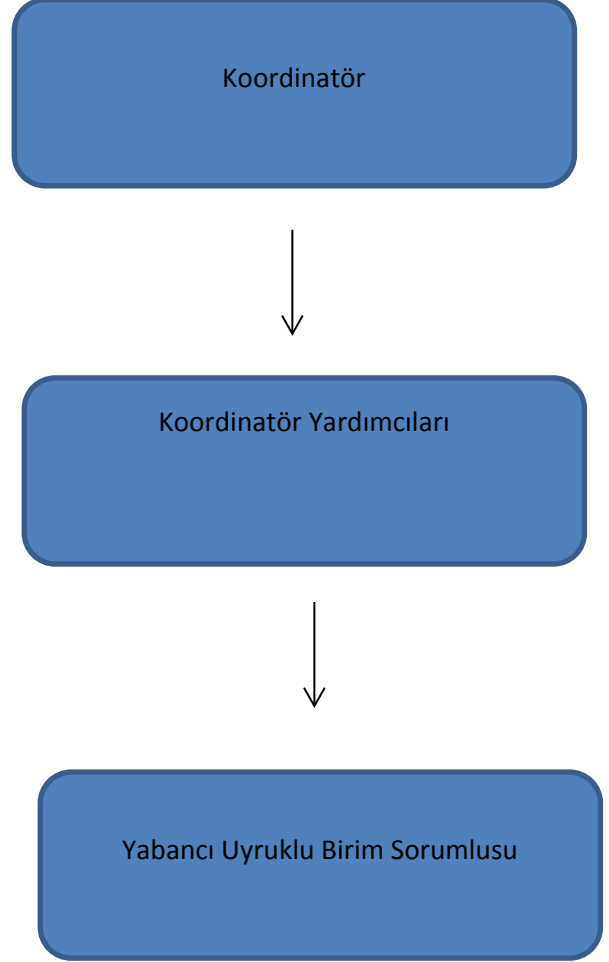 Koordinatör
Koordinatör Yardımcıları
Yabancı Uyruklu Birim Sorumlusu